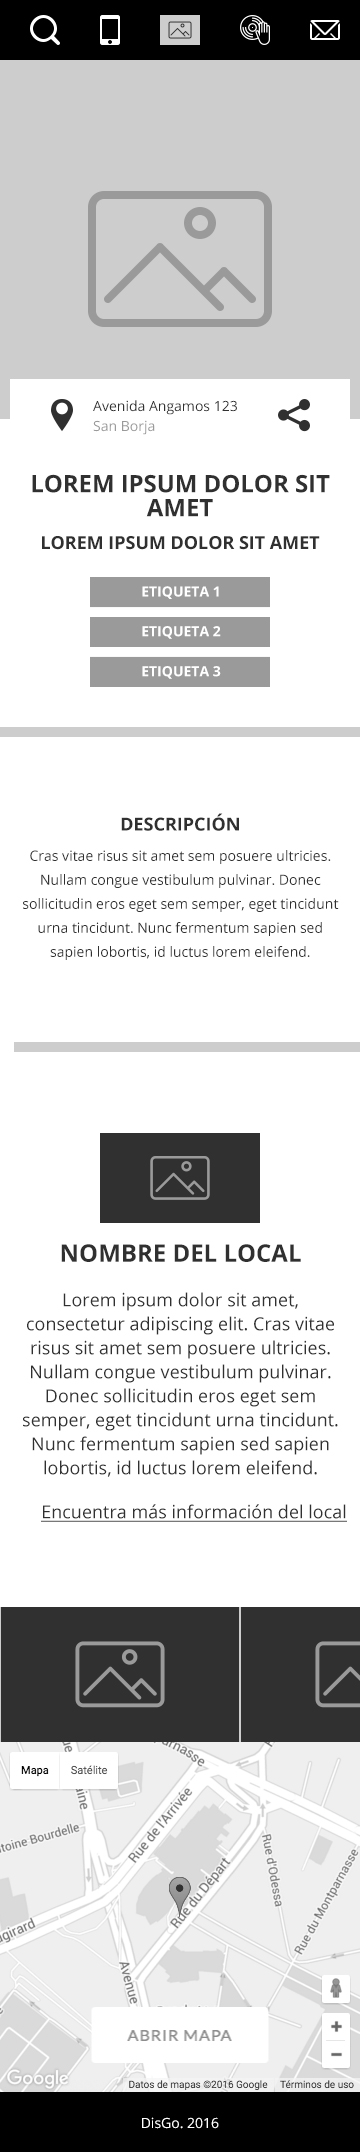 Avenida Angamos 123
San Borja
LOREM IPSUM DOLOR SIT
AMET
LOREM IPSUM DOLOR SIT AMET
ETIQUETA 1
ETIQUETA 2
ETIQUETA 3
DESCRIPCIÓN
Cras vitae risus sit amet sem posuere ultricies.
Nullam congue vestibulum pulvinar. Donec
sollicitudin eros eget sem semper, eget tincidunt
urna tincidunt. Nunc fermentum sapien sed
sapien lobortis, id luctus lorem eleifend.
NOMBRE DEL LOCAL
Lorem ipsum dolor sit amet,
consectetur adipiscing elit. Cras vitae
risus sit amet sem posuere ultricies.
Nullam congue vestibulum pulvinar.
Donec sollicitudin eros eget sem
semper, eget tincidunt urna tincidunt.
Nunc fermentum sapien sed sapien
lobortis, id luctus lorem eleifend.
Encuentra más información del local
Mapa Satélite
Rue de l'Arrivée
Rue du Départ
Rue d'Odessa
Rue du Montparnasse
Avenue
ABRIR MAPA
Google
Datos de mapas ©2016 Google Términos de uso
DisGo. 2016